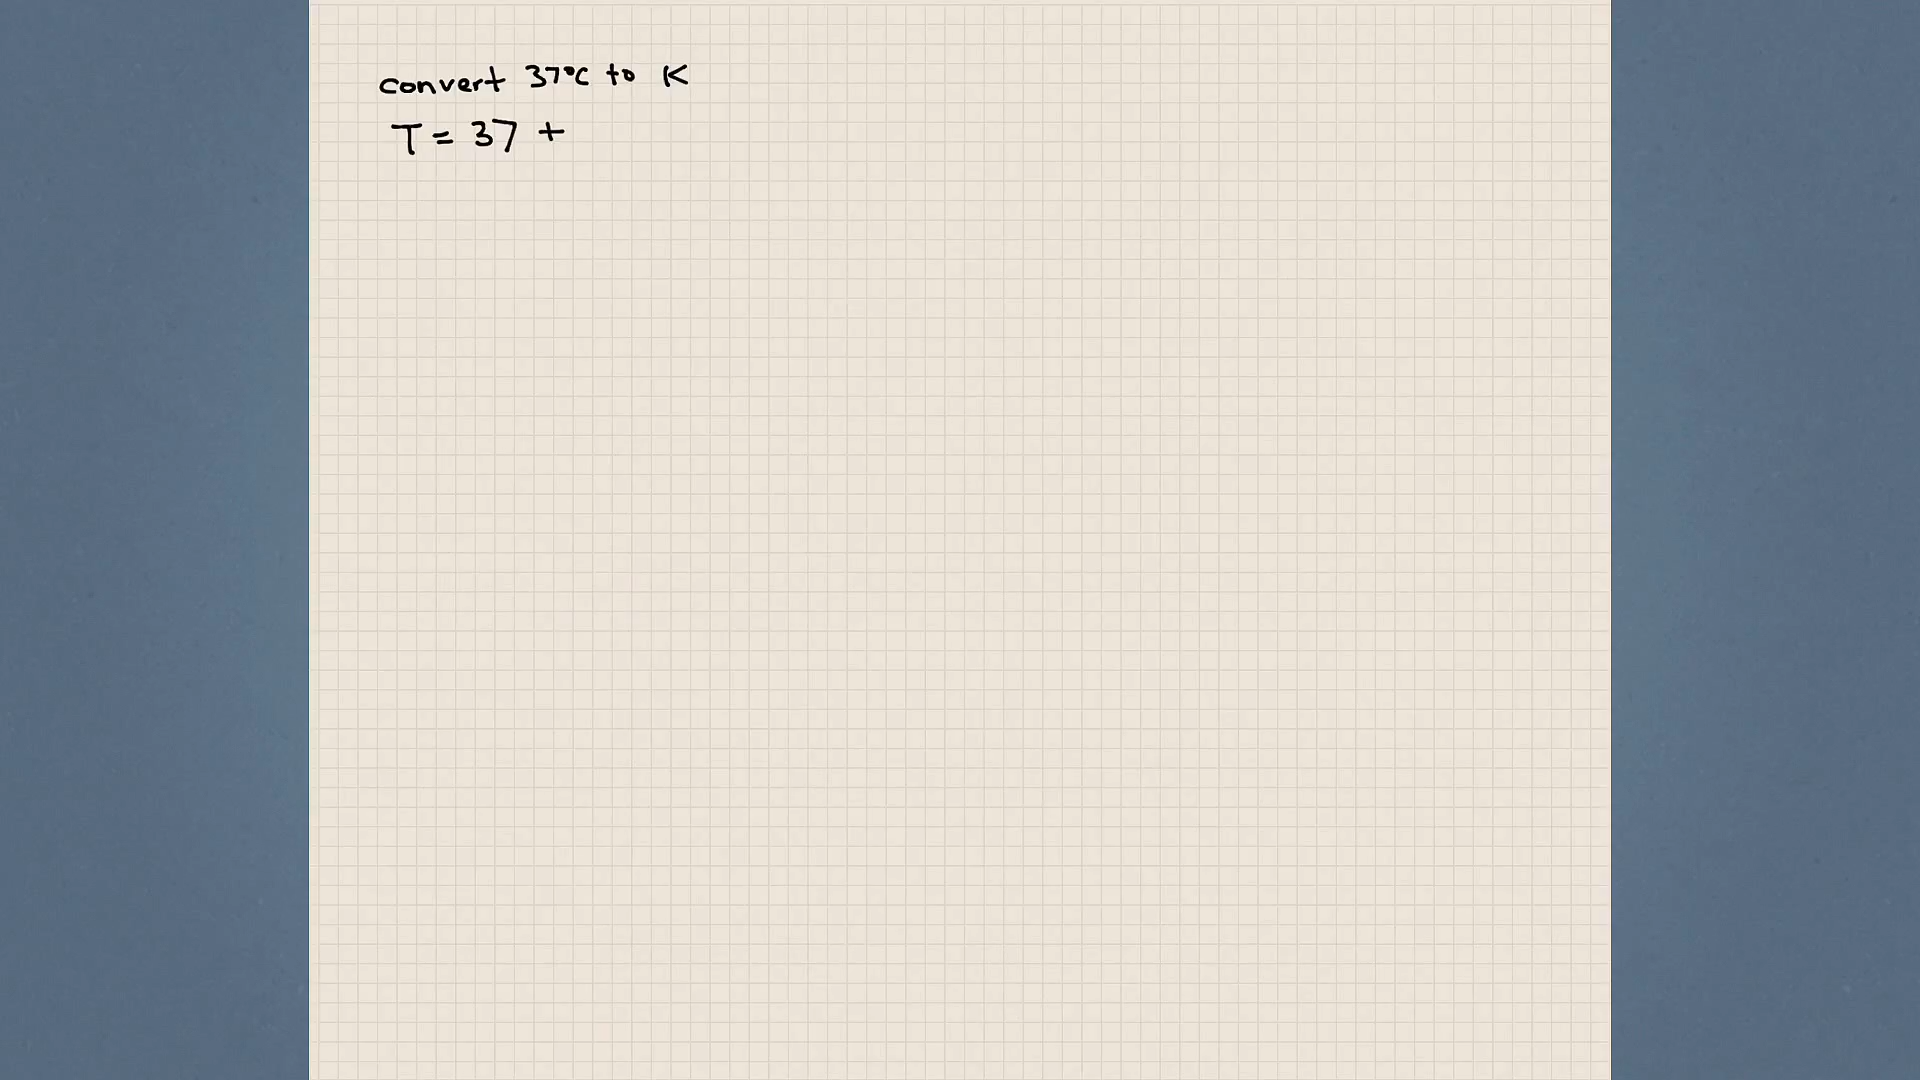 convert 37°C to K
T = 37 +